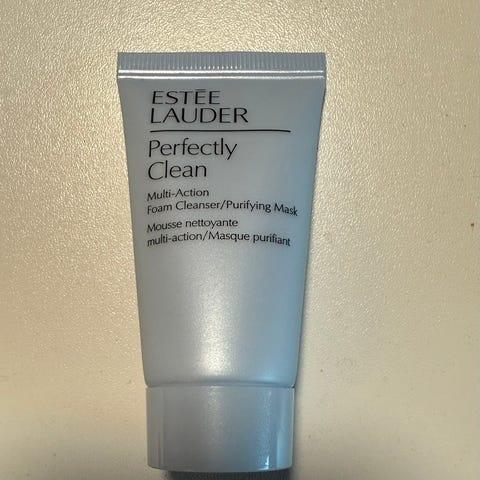 ESTĒE
LAUDER
Perfectly
Clean
Multi-Action
Foam Cleanser/Purifying Mask
Mousse nettoyante
multi-action/Masque purifiant